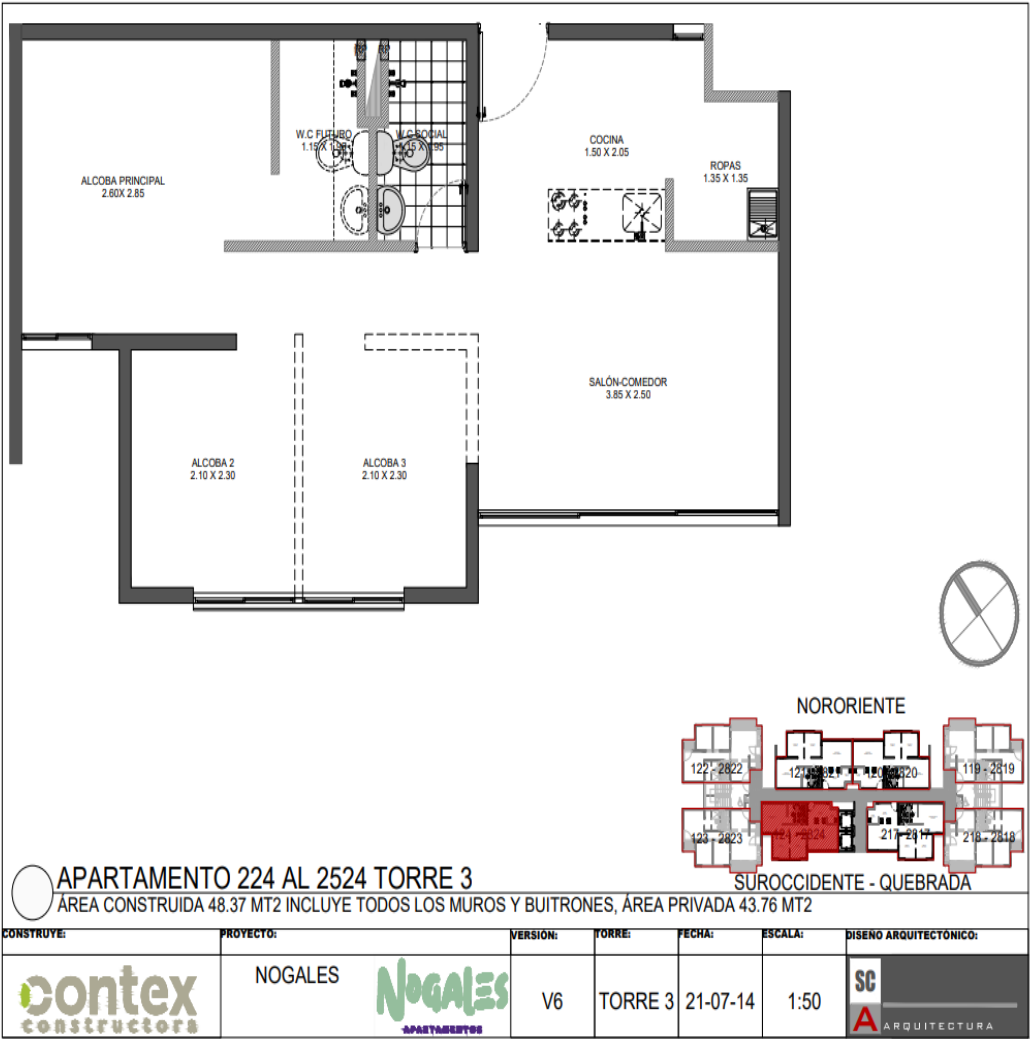 W.C FUTURO
1.15 X
W.C SOCIAL
X 1.95
COCINA
1.50 X 2.05
ROPAS
1.35 X 1.35
ALCOBA PRINCIPAL
2.60X 2.85
SALÓN-COMEDOR
3.85 X 2.50
ALCOBA 2
2.10 X 2.30
ALCOBA 3
2.10 X 2.30
NORORIENTE
122 - 2822
119 - 2819
123 - 2823
217 - 2817
218 - 2818
SUROCCIDENTE - QUEBRADA
APARTAMENTO 224 AL 2524 TORRE 3
ÁREA CONSTRUIDA 48.37 MT2 INCLUYE TODOS LOS MUROS Y BUITRONES, ÁREA PRIVADA 43.76 MT2
CONSTRUYE:
PROYECTO:
VERSIÓN:
TORRE:
FECHA:
ESCALA:
DISEÑO ARQUITECTÓNICO:
contex
constructora
NOGALES
NOGALES
APARTAMENTOS
V6
TORRE 3
21-07-14
1:50
SC
A ARQUITECTURA